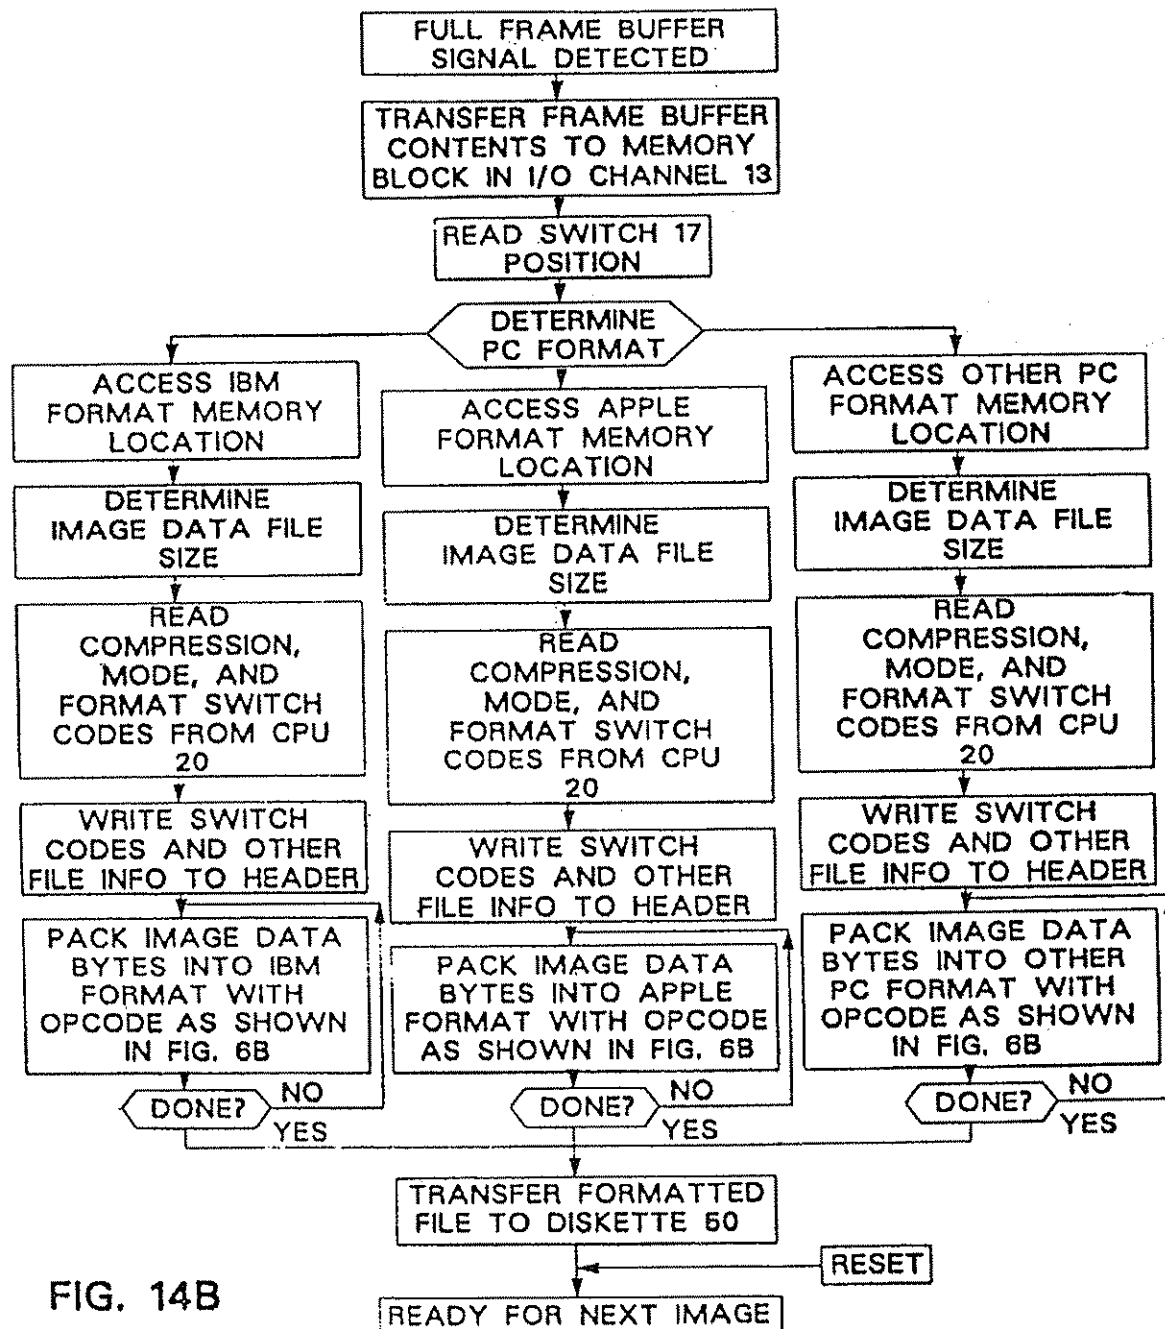 FULL FRAME BUFFER
SIGNAL DETECTED
TRANSFER FRAME BUFFER
CONTENTS TO MEMORY
BLOCK IN I/O CHANNEL 13
READ SWITCH 17
POSITION
DETERMINE
PC FORMAT
ACCESS IBM
FORMAT MEMORY
LOCATION
DETERMINE
IMAGE DATA FILE
SIZE
READ
COMPRESSION,
MODE, AND
FORMAT SWITCH
CODES FROM CPU
20
WRITE SWITCH
CODES AND OTHER
FILE INFO TO HEADER
PACK IMAGE DATA
BYTES INTO IBM
FORMAT WITH
OPCODE AS SHOWN
IN FIG. 6B
DONE?
NO
YES
ACCESS APPLE
FORMAT MEMORY
LOCATION
DETERMINE
IMAGE DATA FILE
SIZE
READ
COMPRESSION,
MODE, AND
FORMAT SWITCH
CODES FROM CPU
20
WRITE SWITCH
CODES AND OTHER
FILE INFO TO HEADER
PACK IMAGE DATA
BYTES INTO APPLE
FORMAT WITH OPCODE
AS SHOWN IN FIG. 6B
DONE?
NO
YES
ACCESS OTHER PC
FORMAT MEMORY
LOCATION
DETERMINE
IMAGE DATA FILE
SIZE
READ
COMPRESSION,
MODE, AND
FORMAT SWITCH
CODES FROM CPU
20
WRITE SWITCH
CODES AND OTHER
FILE INFO TO HEADER
PACK IMAGE DATA
BYTES INTO OTHER
PC FORMAT WITH
OPCODE AS SHOWN
IN FIG. 6B
DONE?
NO
YES
TRANSFER FORMATTED
FILE TO DISKETTE 50
RESET
READY FOR NEXT IMAGE
FIG. 14B